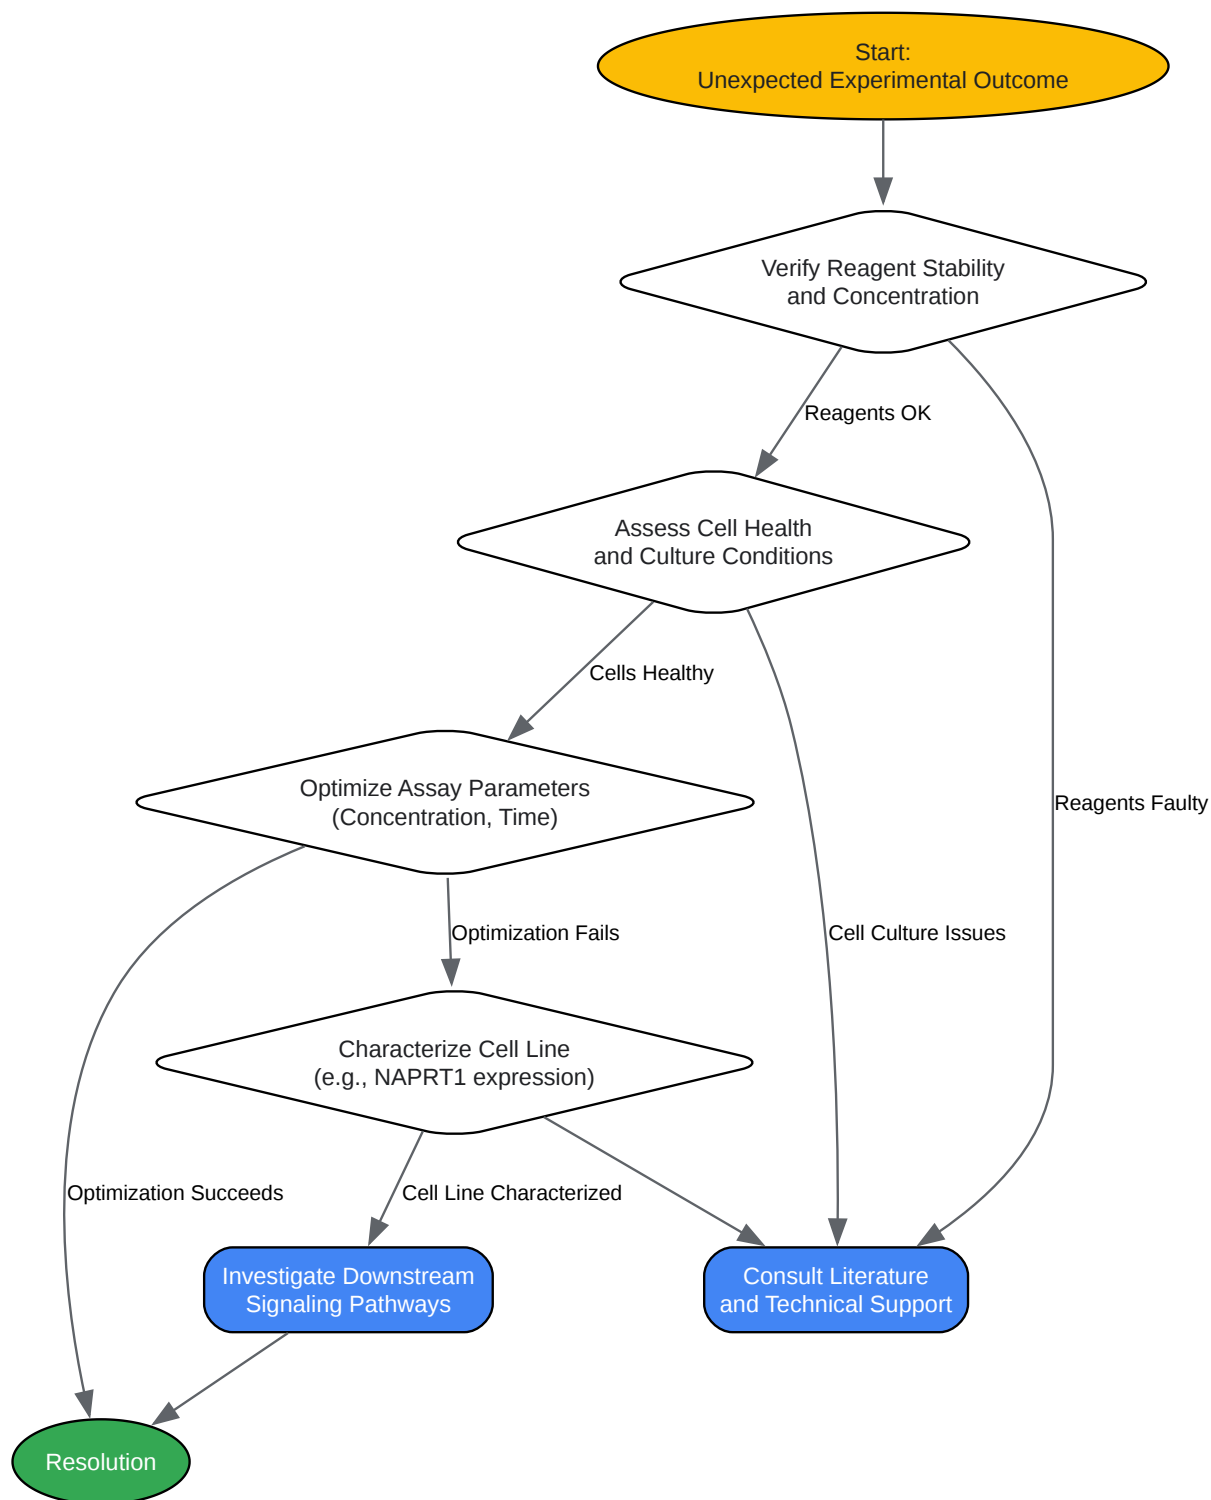 Start:
Unexpected Experimental Outcome
Verify Reagent Stability
and Concentration
Reagents OK
Assess Cell Health
and Culture Conditions
Cells Healthy
Optimize Assay Parameters
(Concentration, Time)
Reagents Faulty
Optimization Fails
Cell Culture Issues
Characterize Cell Line
(e.g., NAPRT1 expression)
Optimization Succeeds
Cell Line Characterized
Investigate Downstream
Signaling Pathways
Consult Literature
and Technical Support
Resolution